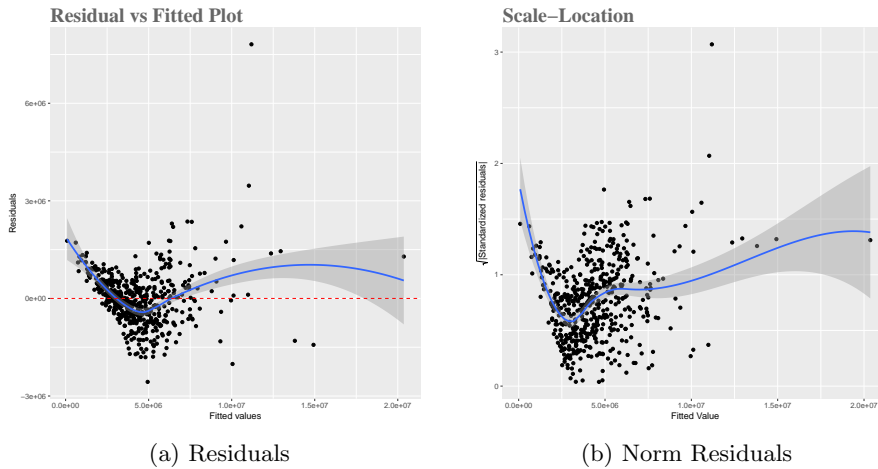 Residual vs Fitted Plot
Residuals
6e+06
3e+06
0e+00
−3e+06
0.0e+00 5.0e+06 1.0e+07 1.5e+07 2.0e+07
Fitted values
(a) Residuals
Scale−Location
√|Standardized residuals|
3
2
1
0
0.0e+00 5.0e+06 1.0e+07 1.5e+07 2.0e+07
Fitted Value
(b) Norm Residuals